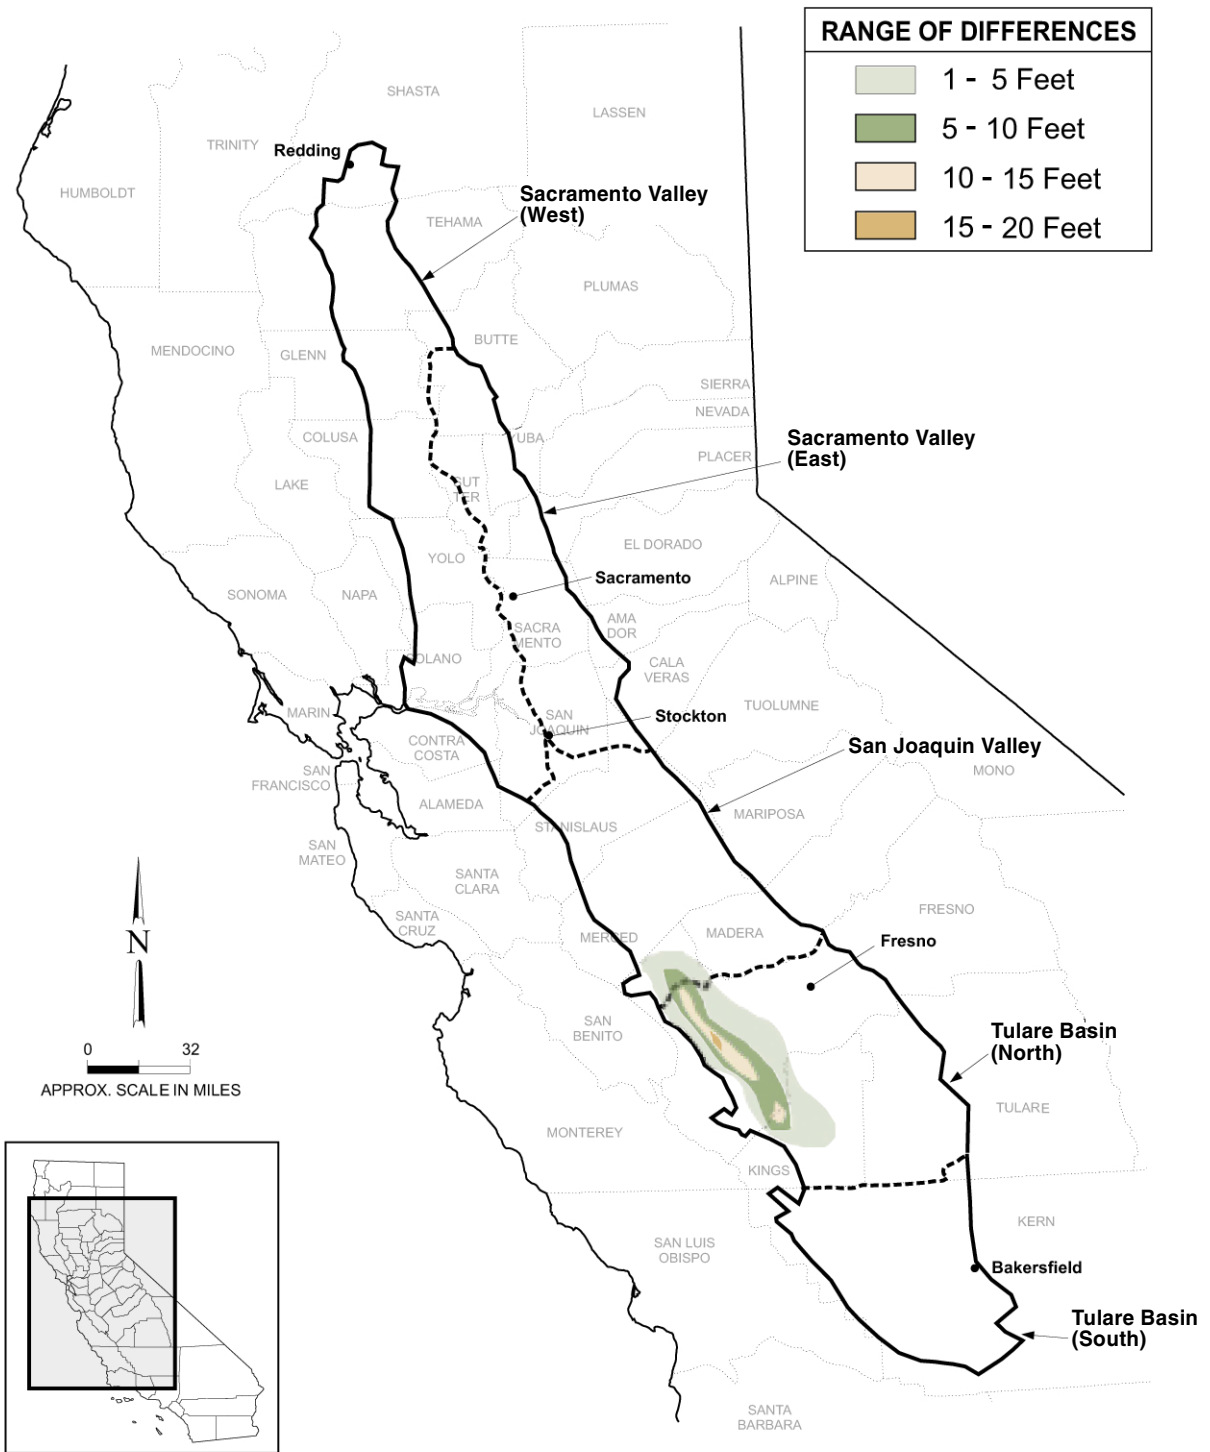 RANGE OF DIFFERENCES
1 - 5 Feet
5 - 10 Feet
10 - 15 Feet
15 - 20 Feet
SHASTA
LASSEN
TRINITY
Redding
HUMBOLDT
Sacramento Valley
(West)
TEHAMA
PLUMAS
BUTTE
MENDOCINO
GLENN
SIERRA
NEVADA
COLUSA
YUBA
Sacramento Valley
(East)
PLACER
LAKE
SUT
TER
EL DORADO
YOLO
Sacramento
ALPINE
SONOMA
NAPA
AMA
DOR
SACRA
MENTO
SOLANO
CALA
VERAS
TUOLUMNE
MARIN
SAN
JOAQUIN
Stockton
CONTRA
COSTA
San Joaquin Valley
MONO
SAN
FRANCISCO
ALAMEDA
MARIPOSA
STANISLAUS
SAN
MATEO
SANTA
CLARA
FRESNO
SANTA
CRUZ
MERCED
MADERA
Fresno
N
SAN
BENITO
Tulare Basin
(North)
0 32
APPROX. SCALE IN MILES
TULARE
MONTEREY
KINGS
KERN
SAN LUIS
OBISPO
Bakersfield
Tulare Basin
(South)
SANTA
BARBARA